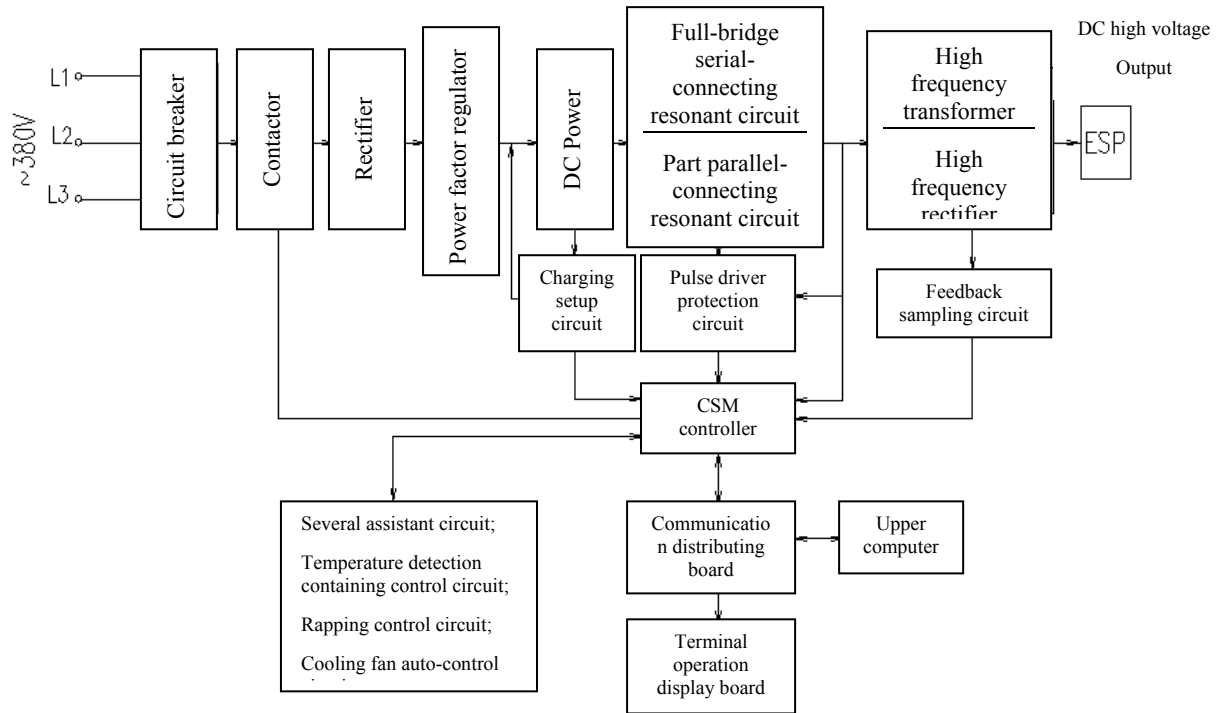 ~380V
L1
L2
L3
Circuit breaker
Contactor
Rectifier
Power factor regulator
DC Power
Full-bridge
serial-
connecting
resonant circuit
Part parallel-
connecting
resonant circuit
High
frequency
transformer
High
frequency
rectifier
DC high voltage
Output
ESP
Charging
setup
circuit
Pulse driver
protection
circuit
Feedback
sampling circuit
CSM
controller
Several assistant circuit;
Temperature detection
containing control circuit;
Rapping control circuit;
Cooling fan auto-control
Communicatio
n distributing
board
Upper
computer
Terminal
operation
display board